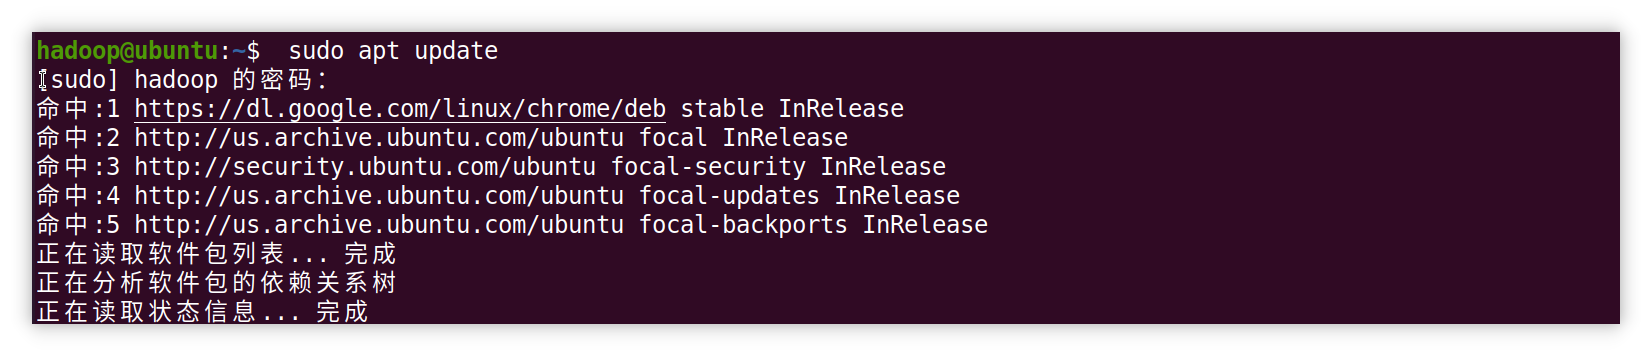 hadoop@ubuntu:~$  sudo apt update
[sudo] hadoop 的密码：
命中:1 https://dl.google.com/linux/chrome/deb stable InRelease
命中:2 http://us.archive.ubuntu.com/ubuntu focal InRelease
命中:3 http://security.ubuntu.com/ubuntu focal-security InRelease
命中:4 http://us.archive.ubuntu.com/ubuntu focal-updates InRelease
命中:5 http://us.archive.ubuntu.com/ubuntu focal-backports InRelease
正在读取软件包列表... 完成
正在分析软件包的依赖关系树
正在读取状态信息... 完成